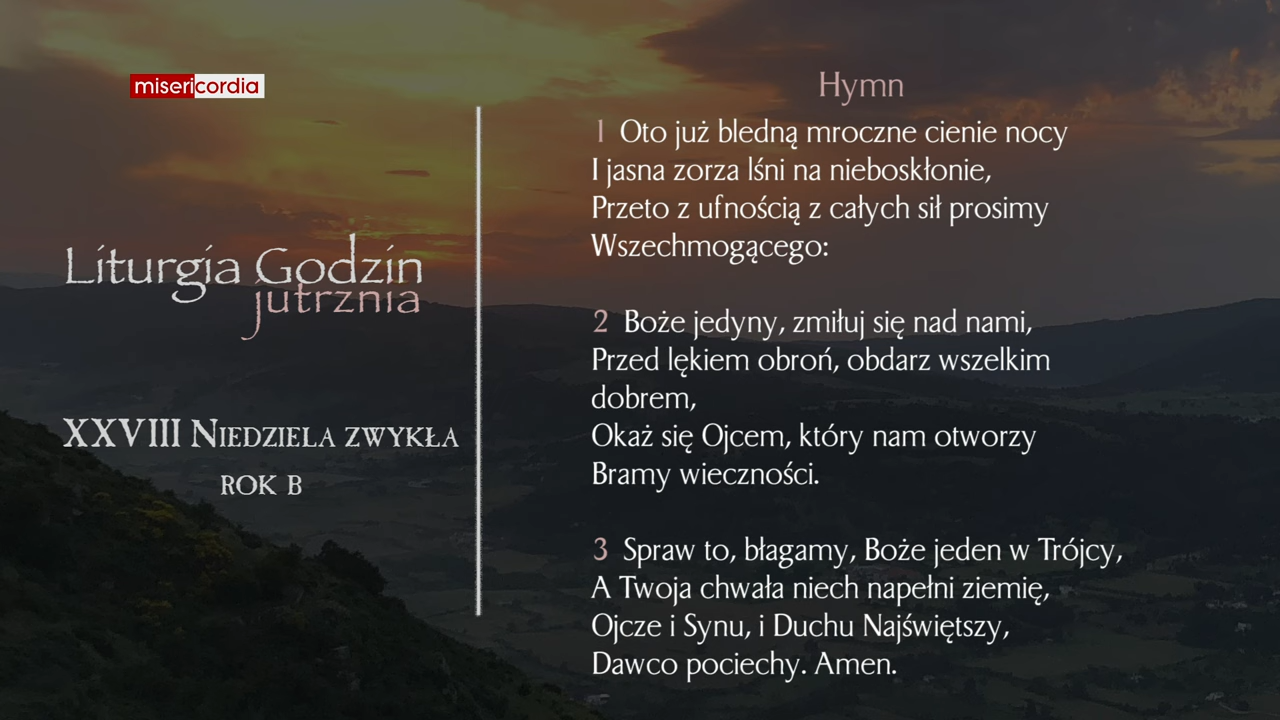 misericordia
Liturgia Godzin
jutrznia
XXVIII Niedziela zwykła
rok B
Hymn
1 Oto już bledną mroczne cienie nocy
I jasna zorza lśni na nieboskłonie,
Przeto z ufnością z całych sił prosimy
Wszechmogącego:
2 Boże jedyny, zmiłuj się nad nami,
Przed lękiem obroń, obdarz wszelkim
dobrem,
Okaż się Ojcem, który nam otworzy
Bramy wieczności.
3 Spraw to, błagamy, Boże jeden w Trójcy,
A Twoja chwała niech napełni ziemię,
Ojcze i Synu, i Duchu Najświętszy,
Dawco pociechy. Amen.